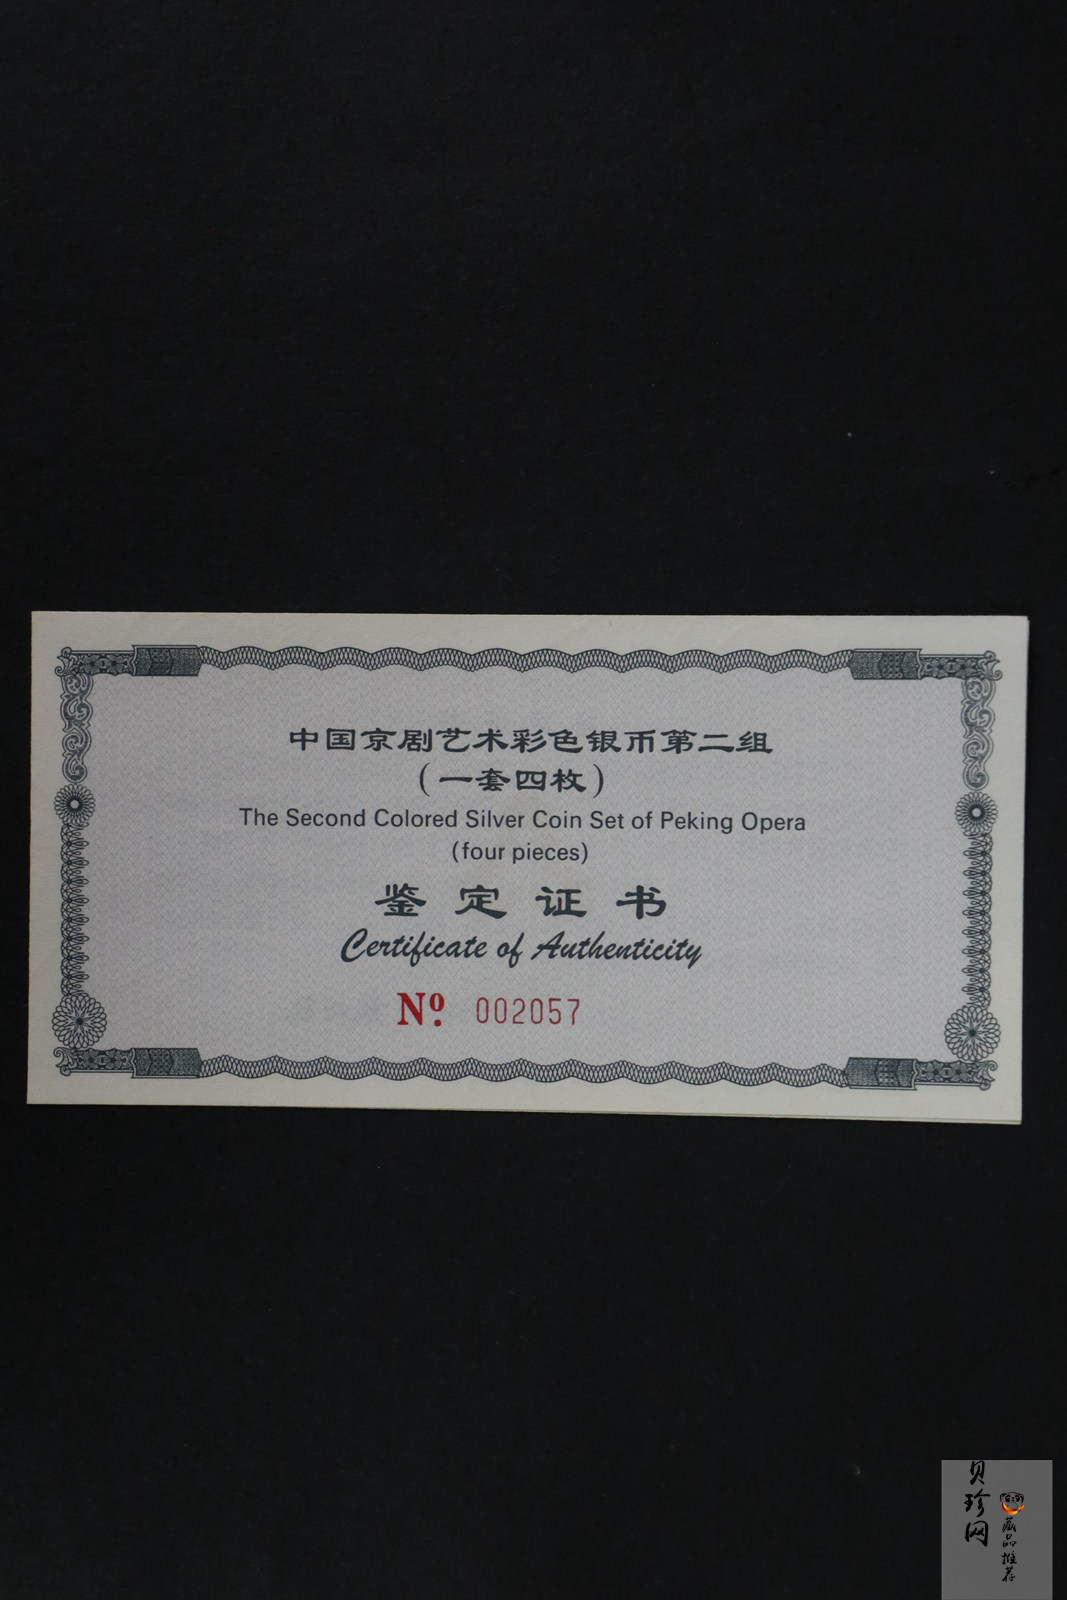 中国京剧艺术彩色银币第二组
(一套四枚)
The Second Colored Silver Coin Set of Peking Opera
(four pieces)
鉴定证书
Certificate of Authenticity
Nº. 002057
贝珍网
藏品推荐